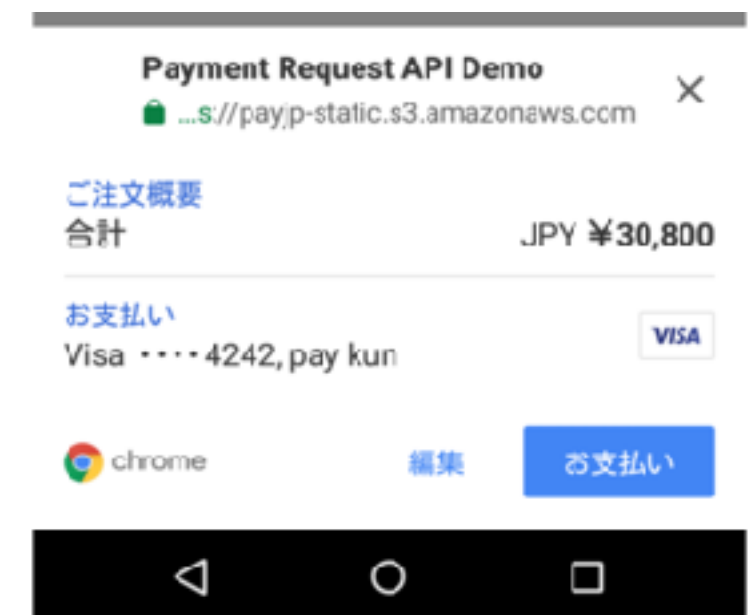 Payment Request API Demo
...s://payjp-static.s3.amazonaws.com
ご注文概要
合計 JPY ¥30,800
お支払い
VISA
Visa ････4242, pay kun
chrome 編集 お支払い